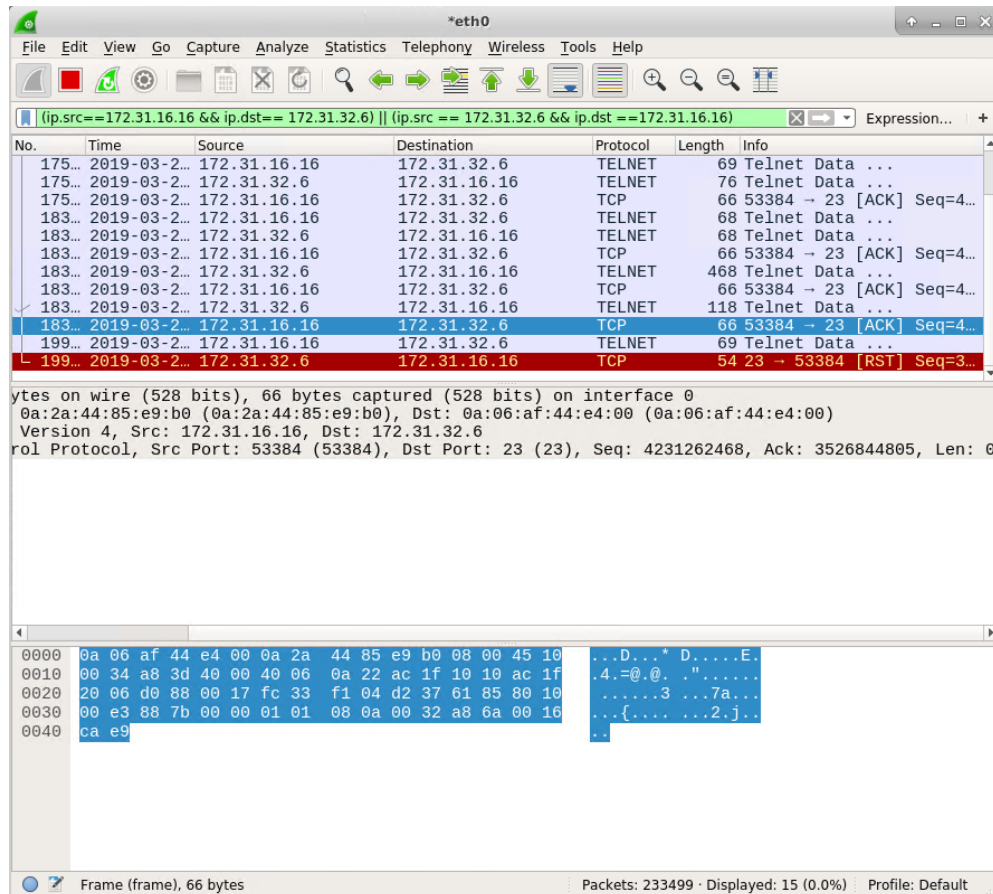 *eth0
File Edit View Go Capture Analyze Statistics Telephony Wireless Tools Help
(ip.src==172.31.16.16 && ip.dst== 172.31.32.6) || (ip.src == 172.31.32.6 && ip.dst ==172.31.16.16) Expression... +
No. Time Source Destination Protocol Length Info
175… 2019-03-2… 172.31.16.16 172.31.32.6 TELNET 69 Telnet Data ...
175… 2019-03-2… 172.31.32.6 172.31.16.16 TELNET 76 Telnet Data ...
175… 2019-03-2… 172.31.16.16 172.31.32.6 TCP 66 53384 → 23 [ACK] Seq=4…
183… 2019-03-2… 172.31.16.16 172.31.32.6 TELNET 68 Telnet Data ...
183… 2019-03-2… 172.31.32.6 172.31.16.16 TELNET 68 Telnet Data ...
183… 2019-03-2… 172.31.16.16 172.31.32.6 TCP 66 53384 → 23 [ACK] Seq=4…
183… 2019-03-2… 172.31.32.6 172.31.16.16 TELNET 468 Telnet Data ...
183… 2019-03-2… 172.31.16.16 172.31.32.6 TCP 66 53384 → 23 [ACK] Seq=4…
183… 2019-03-2… 172.31.32.6 172.31.16.16 TELNET 118 Telnet Data ...
183… 2019-03-2… 172.31.16.16 172.31.32.6 TCP 66 53384 → 23 [ACK] Seq=4…
199… 2019-03-2… 172.31.16.16 172.31.32.6 TELNET 69 Telnet Data ...
199… 2019-03-2… 172.31.32.6 172.31.16.16 TCP 54 23 → 53384 [RST] Seq=3…
ytes on wire (528 bits), 66 bytes captured (528 bits) on interface 0
0a:2a:44:85:e9:b0 (0a:2a:44:85:e9:b0), Dst: 0a:06:af:44:e4:00 (0a:06:af:44:e4:00)
Version 4, Src: 172.31.16.16, Dst: 172.31.32.6
rol Protocol, Src Port: 53384 (53384), Dst Port: 23 (23), Seq: 4231262468, Ack: 3526844805, Len: 0
0000 0a 06 af 44 e4 00 0a 2a 44 85 e9 b0 08 00 45 10 ...D...* D.....E.
0010 00 34 a8 3d 40 00 40 06 0a 22 ac 1f 10 10 ac 1f .4.=@.@. ."......
0020 20 06 d0 88 00 17 fc 33 f1 04 d2 37 61 85 80 10 ......3 ...7a...
0030 00 e3 88 7b 00 00 01 01 08 0a 00 32 a8 6a 00 16 ...{.... ...2.j..
0040 ca e9 ..
Frame (frame), 66 bytes Packets: 233499 · Displayed: 15 (0.0%) Profile: Default